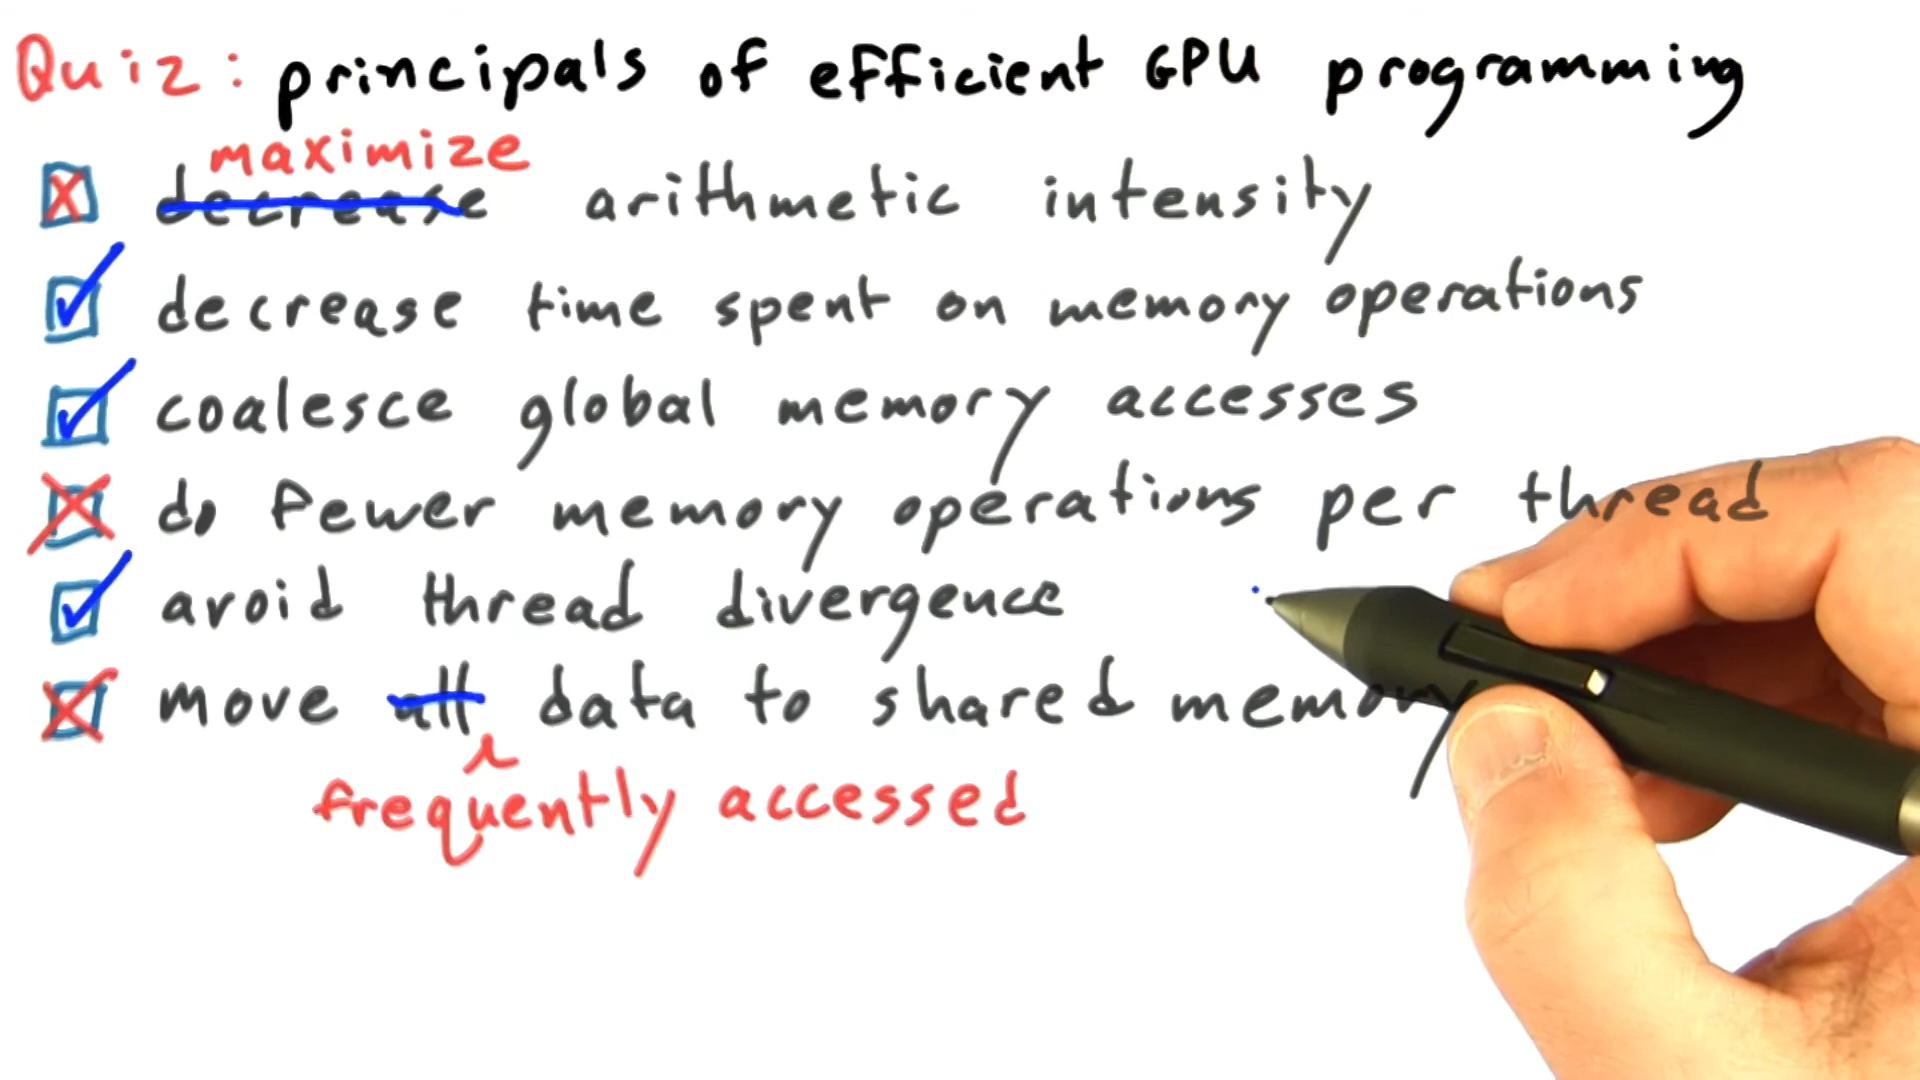 Quiz: principals of efficient GPU programming
maximize
decrease arithmetic intensity
decrease time spent on memory operations
coalesce global memory accesses
do fewer memory operations per thread
avoid thread divergence
move all data to shared memory
frequently accessed